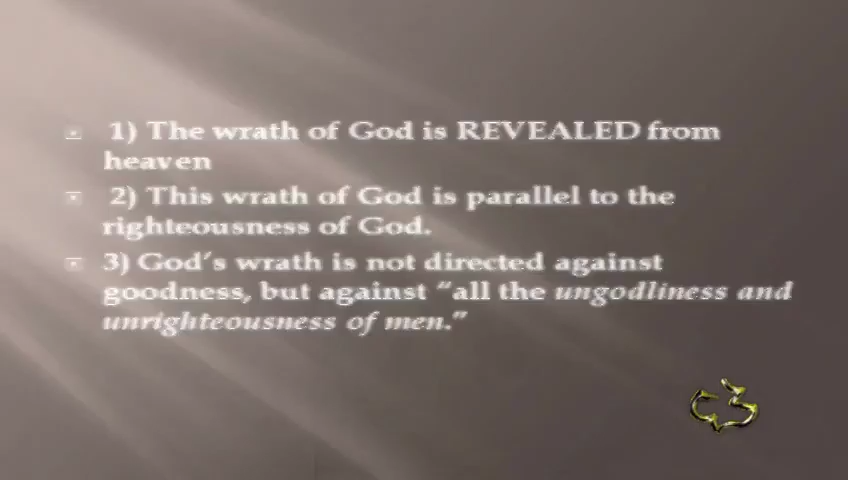 1) The wrath of God is REVEALED from
heaven
2) This wrath of God is parallel to the
righteousness of God.
3) God's wrath is not directed against
goodness, but against “all the ungodliness and
unrighteousness of men.”